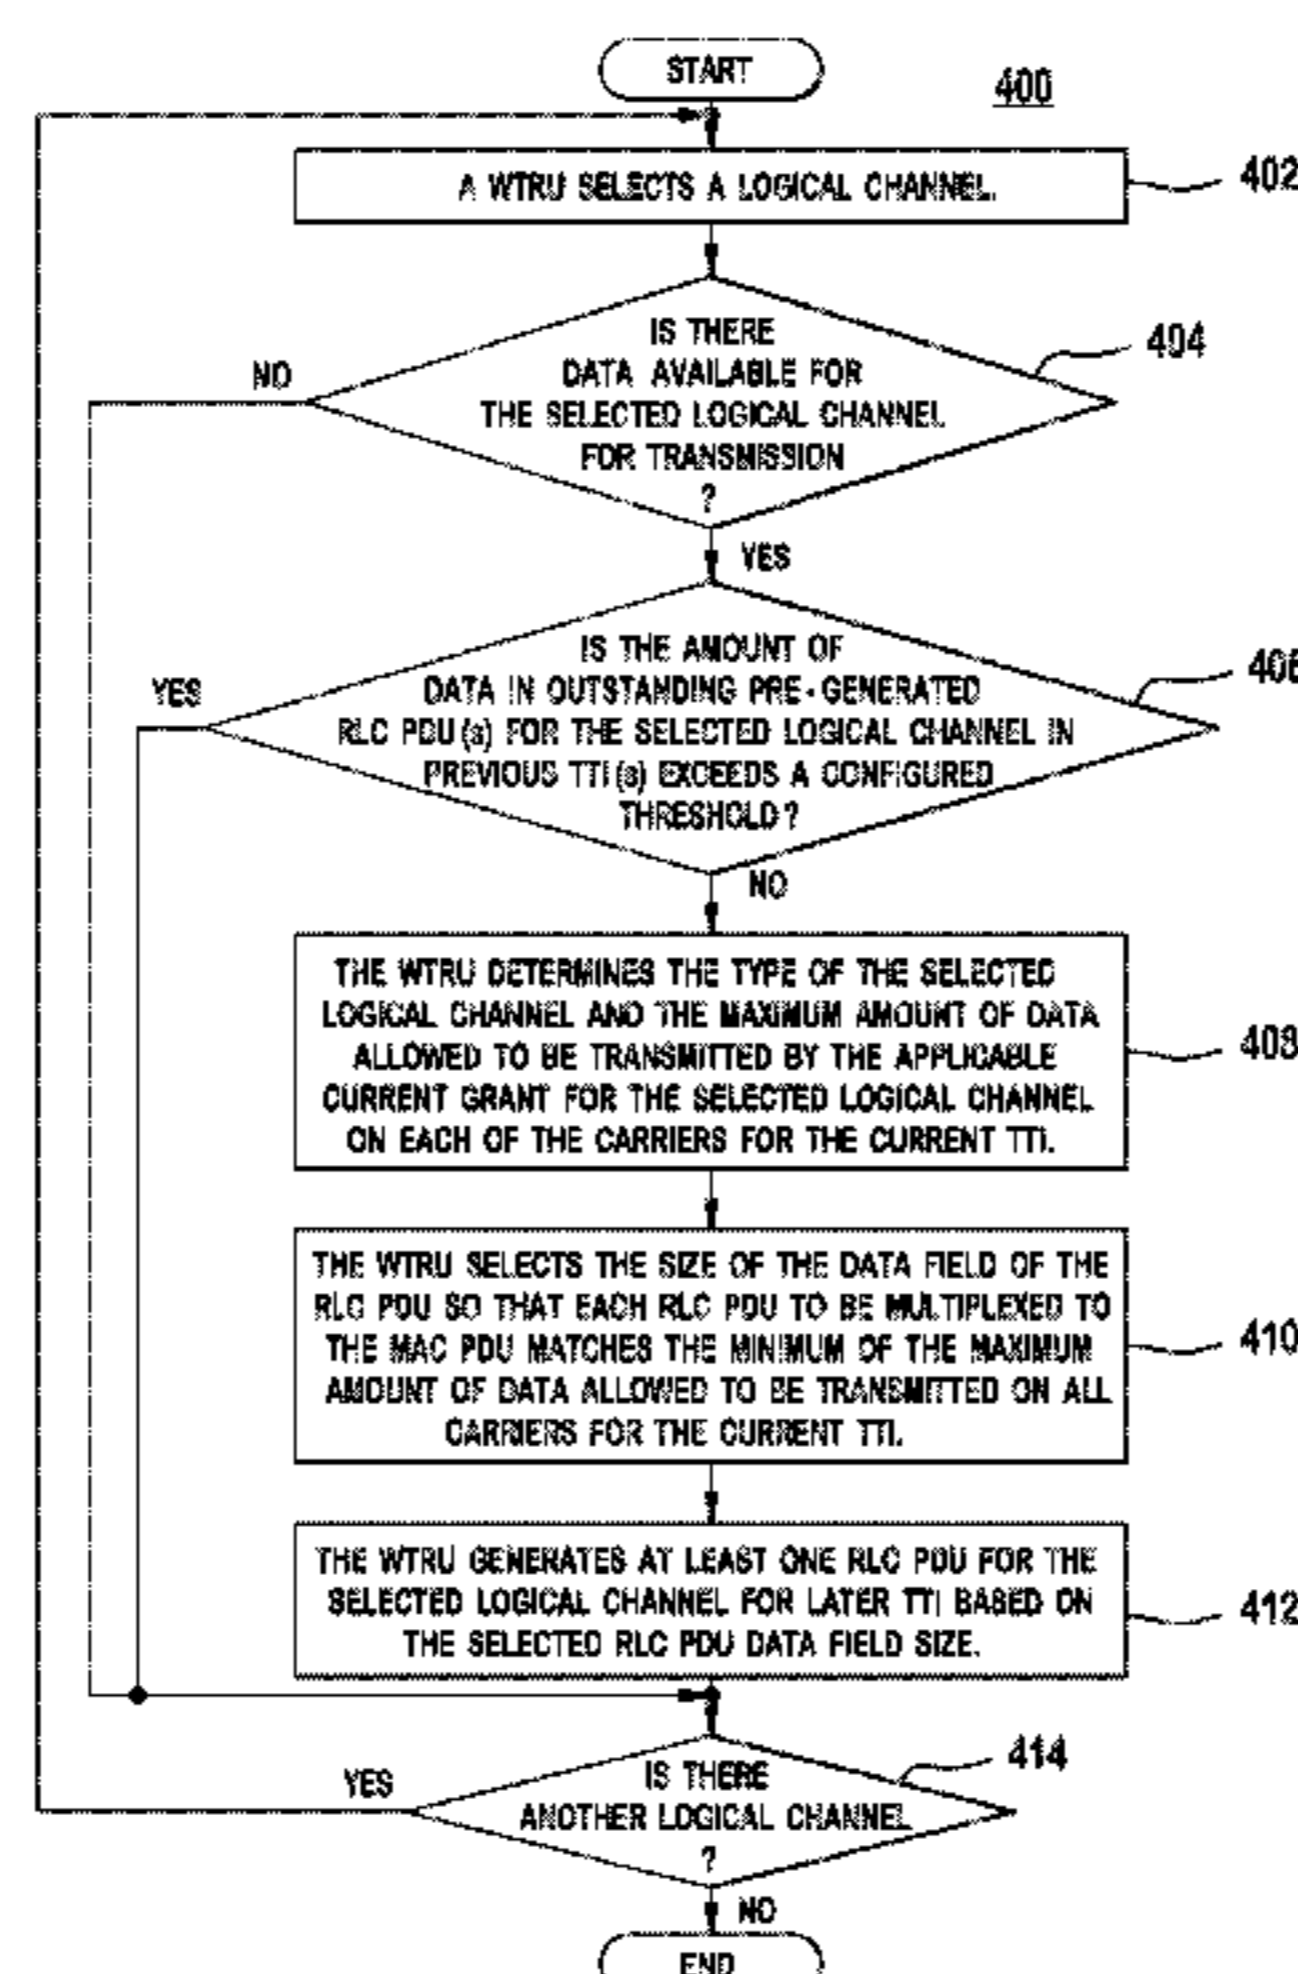 START
400
A WTRU SELECTS A LOGICAL CHANNEL.
402
IS THERE
DATA AVAILABLE FOR
THE SELECTED LOGICAL CHANNEL
FOR TRANSMISSION
?
404
NO
YES
IS THE AMOUNT OF
DATA IN OUTSTANDING PRE-GENERATED
RLC PDU(s) FOR THE SELECTED LOGICAL CHANNEL IN
PREVIOUS TTI(s) EXCEEDS A CONFIGURED
THRESHOLD?
406
YES
NO
THE WTRU DETERMINES THE TYPE OF THE SELECTED
LOGICAL CHANNEL AND THE MAXIMUM AMOUNT OF DATA
ALLOWED TO BE TRANSMITTED BY THE APPLICABLE
CURRENT GRANT FOR THE SELECTED LOGICAL CHANNEL
ON EACH OF THE CARRIERS FOR THE CURRENT TTI.
408
THE WTRU SELECTS THE SIZE OF THE DATA FIELD OF THE
RLC PDU SO THAT EACH RLC PDU TO BE MULTIPLEXED TO
THE MAC PDU MATCHES THE MINIMUM OF THE MAXIMUM
AMOUNT OF DATA ALLOWED TO BE TRANSMITTED ON ALL
CARRIERS FOR THE CURRENT TTI.
410
THE WTRU GENERATES AT LEAST ONE RLC PDU FOR THE
SELECTED LOGICAL CHANNEL FOR LATER TTI BASED ON
THE SELECTED RLC PDU DATA FIELD SIZE.
412
IS THERE
ANOTHER LOGICAL CHANNEL
?
414
YES
NO
END